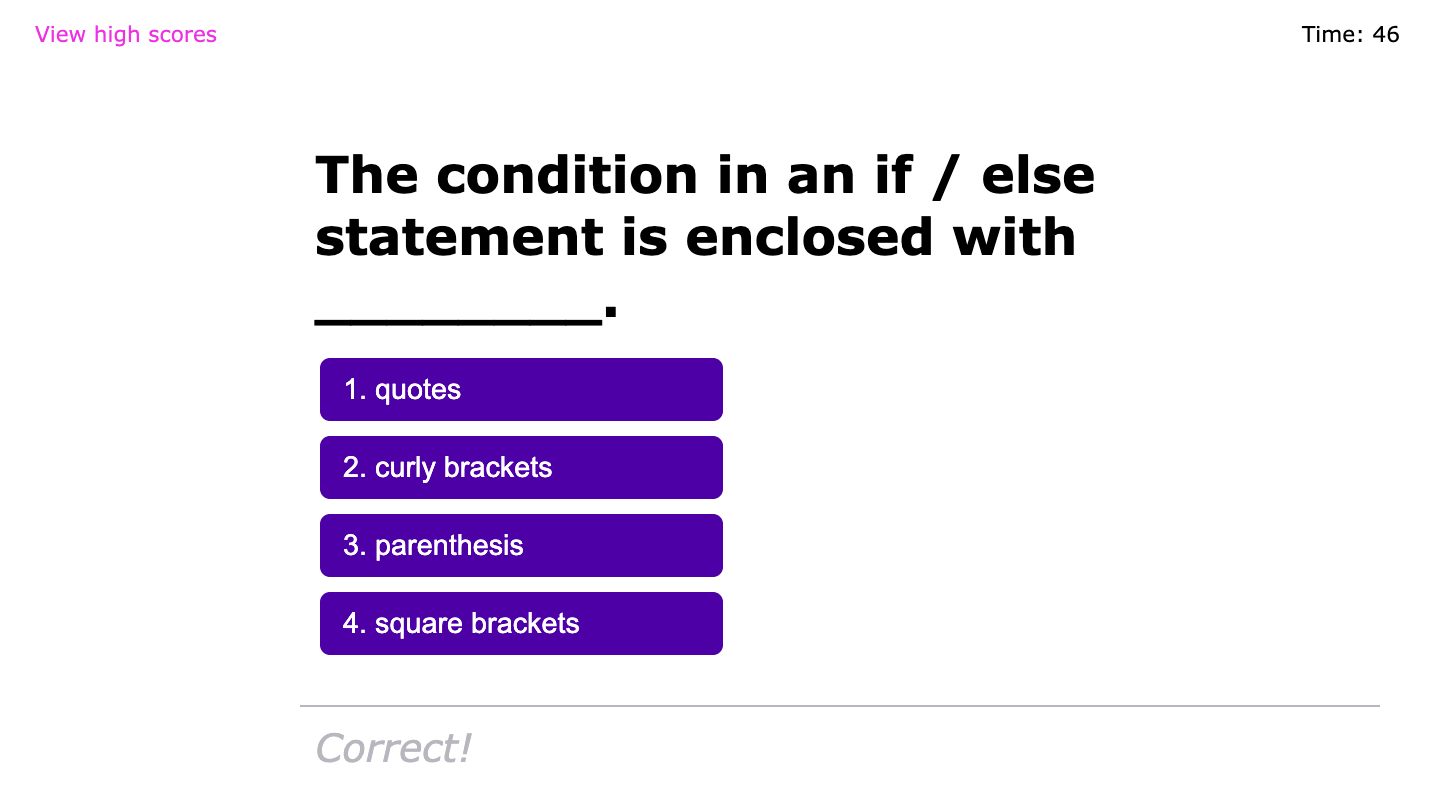 View high scores
Time: 46
The condition in an if / else
statement is enclosed with
________.
1. quotes
2. curly brackets
3. parenthesis
4. square brackets
Correct!